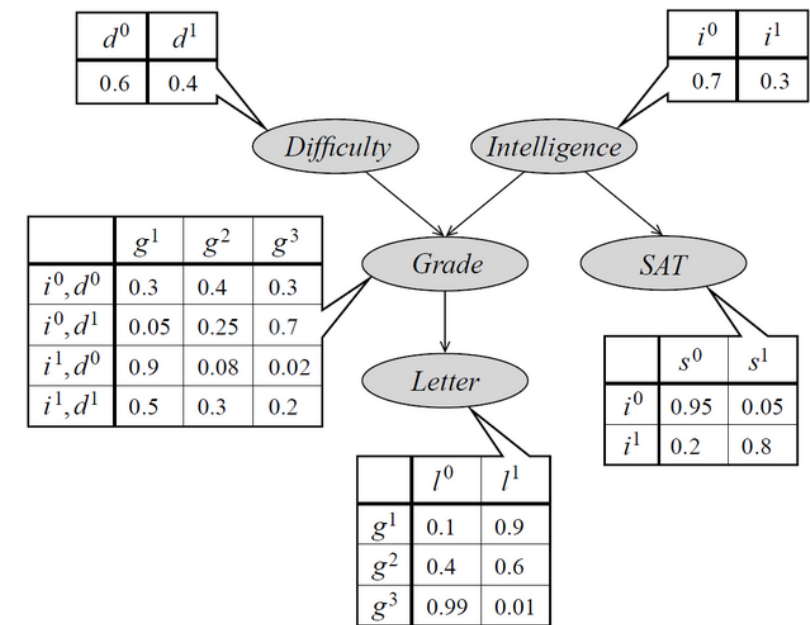 d⁰ d¹
0.6 0.4
i⁰ i¹
0.7 0.3
Difficulty
Intelligence
g¹ g² g³
i⁰,d⁰ 0.3 0.4 0.3
i⁰,d¹ 0.05 0.25 0.7
i¹,d⁰ 0.9 0.08 0.02
i¹,d¹ 0.5 0.3 0.2
Grade
SAT
s⁰ s¹
i⁰ 0.95 0.05
i¹ 0.2 0.8
Letter
l⁰ l¹
g¹ 0.1 0.9
g² 0.4 0.6
g³ 0.99 0.01